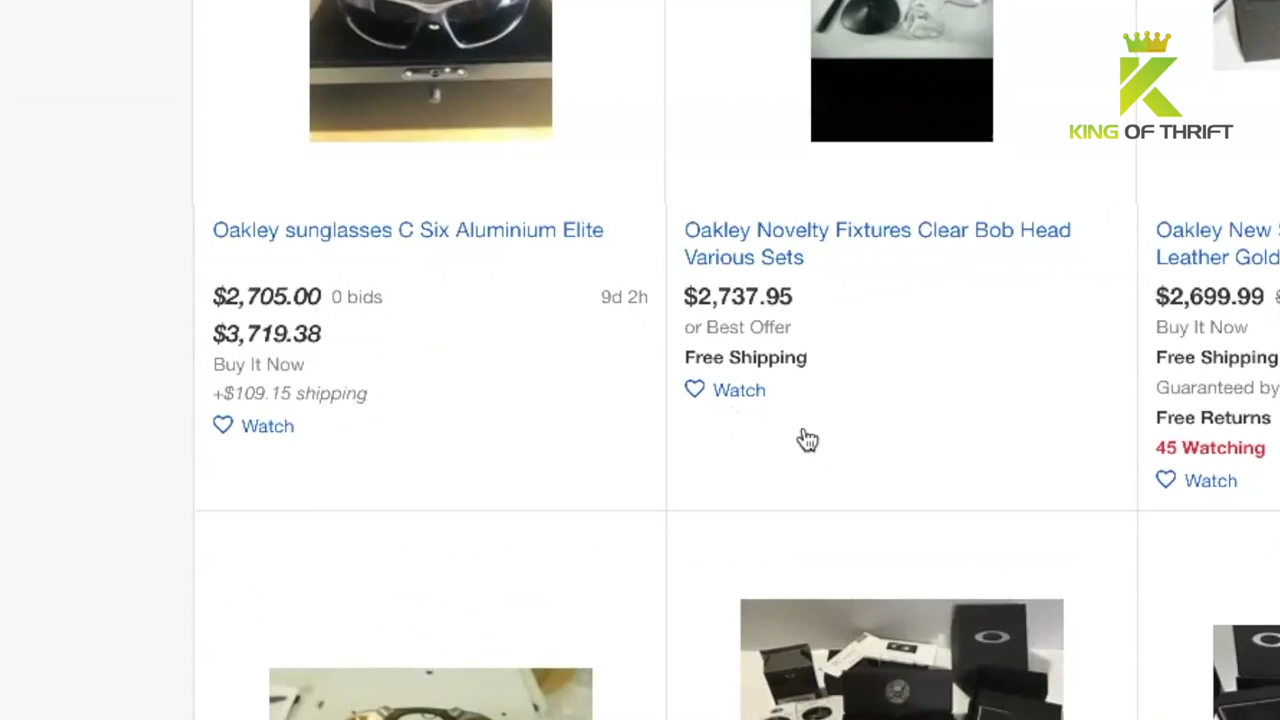 KING OF THRIFT
Oakley sunglasses C Six Aluminium Elite
$2,705.00 0 bids 9d 2h
$3,719.38
Buy It Now
+$109.15 shipping
Watch
Oakley Novelty Fixtures Clear Bob Head
Various Sets
$2,737.95
or Best Offer
Free Shipping
Watch
Oakley New
Leather Gold
$2,699.99
Buy It Now
Free Shipping
Guaranteed by
Free Returns
45 Watching
Watch